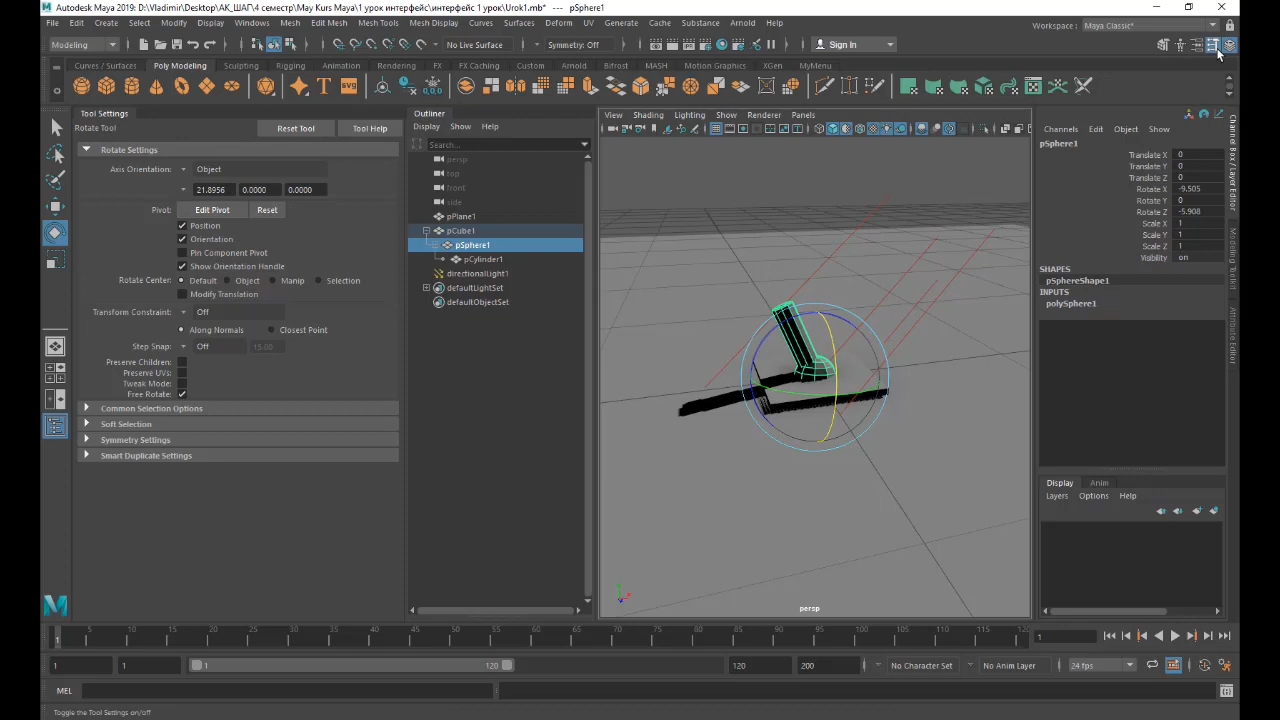 Autodesk Maya 2019: D:\Vladimir\Desktop\АК_ШАГ\4 семестр\May Kurs Maya\1 урок интерфейс\интерфейс 1 урок\Urok1.mb* --- pSphere1
File Edit Create Select Modify Display Windows Mesh Edit Mesh Mesh Tools Mesh Display Curves Surfaces Deform UV Generate Cache Substance Arnold Help
Workspace : Maya Classic*
Modeling
No Live Surface
Symmetry: Off
Sign In
Curves / Surfaces Poly Modeling Sculpting Rigging Animation Rendering FX FX Caching Custom Arnold Bifrost MASH Motion Graphics XGen MyMenu
Tool Settings
Rotate Tool Reset Tool Tool Help
Rotate Settings
Axis Orientation: Object
21.8956 0.0000 0.0000
Pivot: Edit Pivot Reset
Position
Orientation
Pin Component Pivot
Show Orientation Handle
Rotate Center: Default Object Manip Selection
Modify Translation
Transform Constraint: Off
Along Normals Closest Point
Step Snap: Off 15.00
Preserve Children:
Preserve UVs:
Tweak Mode:
Free Rotate:
Common Selection Options
Soft Selection
Symmetry Settings
Smart Duplicate Settings
Outliner
Display Show Help
Search...
persp
top
front
side
pPlane1
pCube1
pSphere1
pCylinder1
directionalLight1
defaultLightSet
defaultObjectSet
View Shading Lighting Show Renderer Panels
persp
Channels Edit Object Show
pSphere1
Translate X 0
Translate Y 0
Translate Z 0
Rotate X -9.505
Rotate Y 0
Rotate Z -5.908
Scale X 1
Scale Y 1
Scale Z 1
Visibility on
SHAPES
pSphereShape1
INPUTS
polySphere1
Display Anim
Layers Options Help
Channel Box / Layer Editor
Modeling Toolkit
Attribute Editor
5 10 15 20 25 30 35 40 45 50 55 60 65 70 75 80 85 90 95 100 105 110 115 120
1
1
1 1 1 120 120 200 No Character Set No Anim Layer 24 fps
MEL
Toggle the Tool Settings on/off